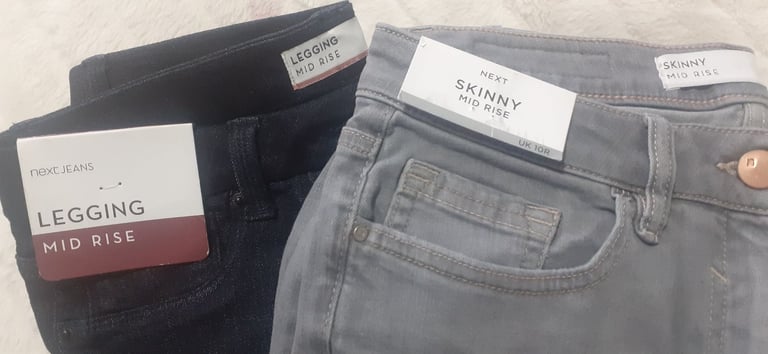 LEGGING
MID RISE
next JEANS
LEGGING
MID RISE
NEXT
SKINNY
MID RISE
UK 10R
SKINNY
MID RISE